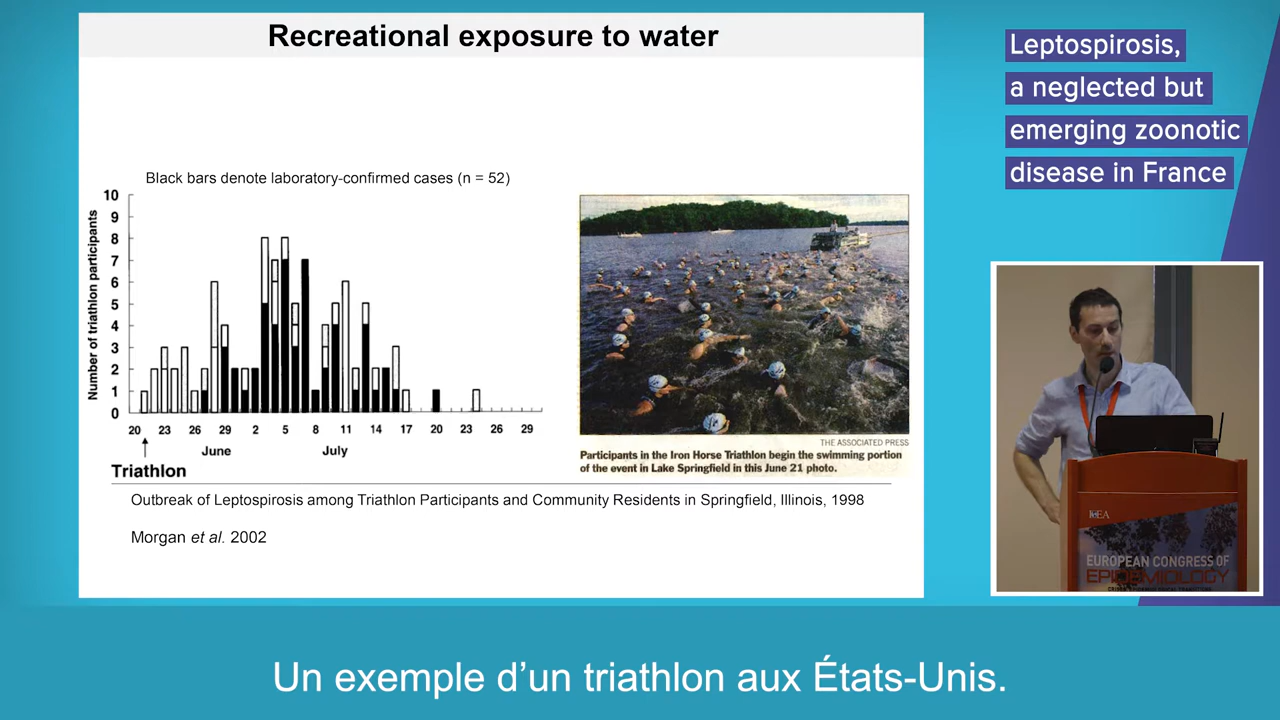 Recreational exposure to water
Leptospirosis,
a neglected but
emerging zoonotic
disease in France
Black bars denote laboratory-confirmed cases (n = 52)
Number of triathlon participants
10
9
8
7
6
5
4
3
2
1
0
20 23 26 29 2 5 8 11 14 17 20 23 26 29
June July
Triathlon
THE ASSOCIATED PRESS
Participants in the Iron Horse Triathlon begin the swimming portion
of the event in Lake Springfield in this June 21 photo.
Outbreak of Leptospirosis among Triathlon Participants and Community Residents in Springfield, Illinois, 1998
Morgan et al. 2002
EUROPEAN CONGRESS OF
EPIDEMIOLOGY
Un exemple d’un triathlon aux États-Unis.